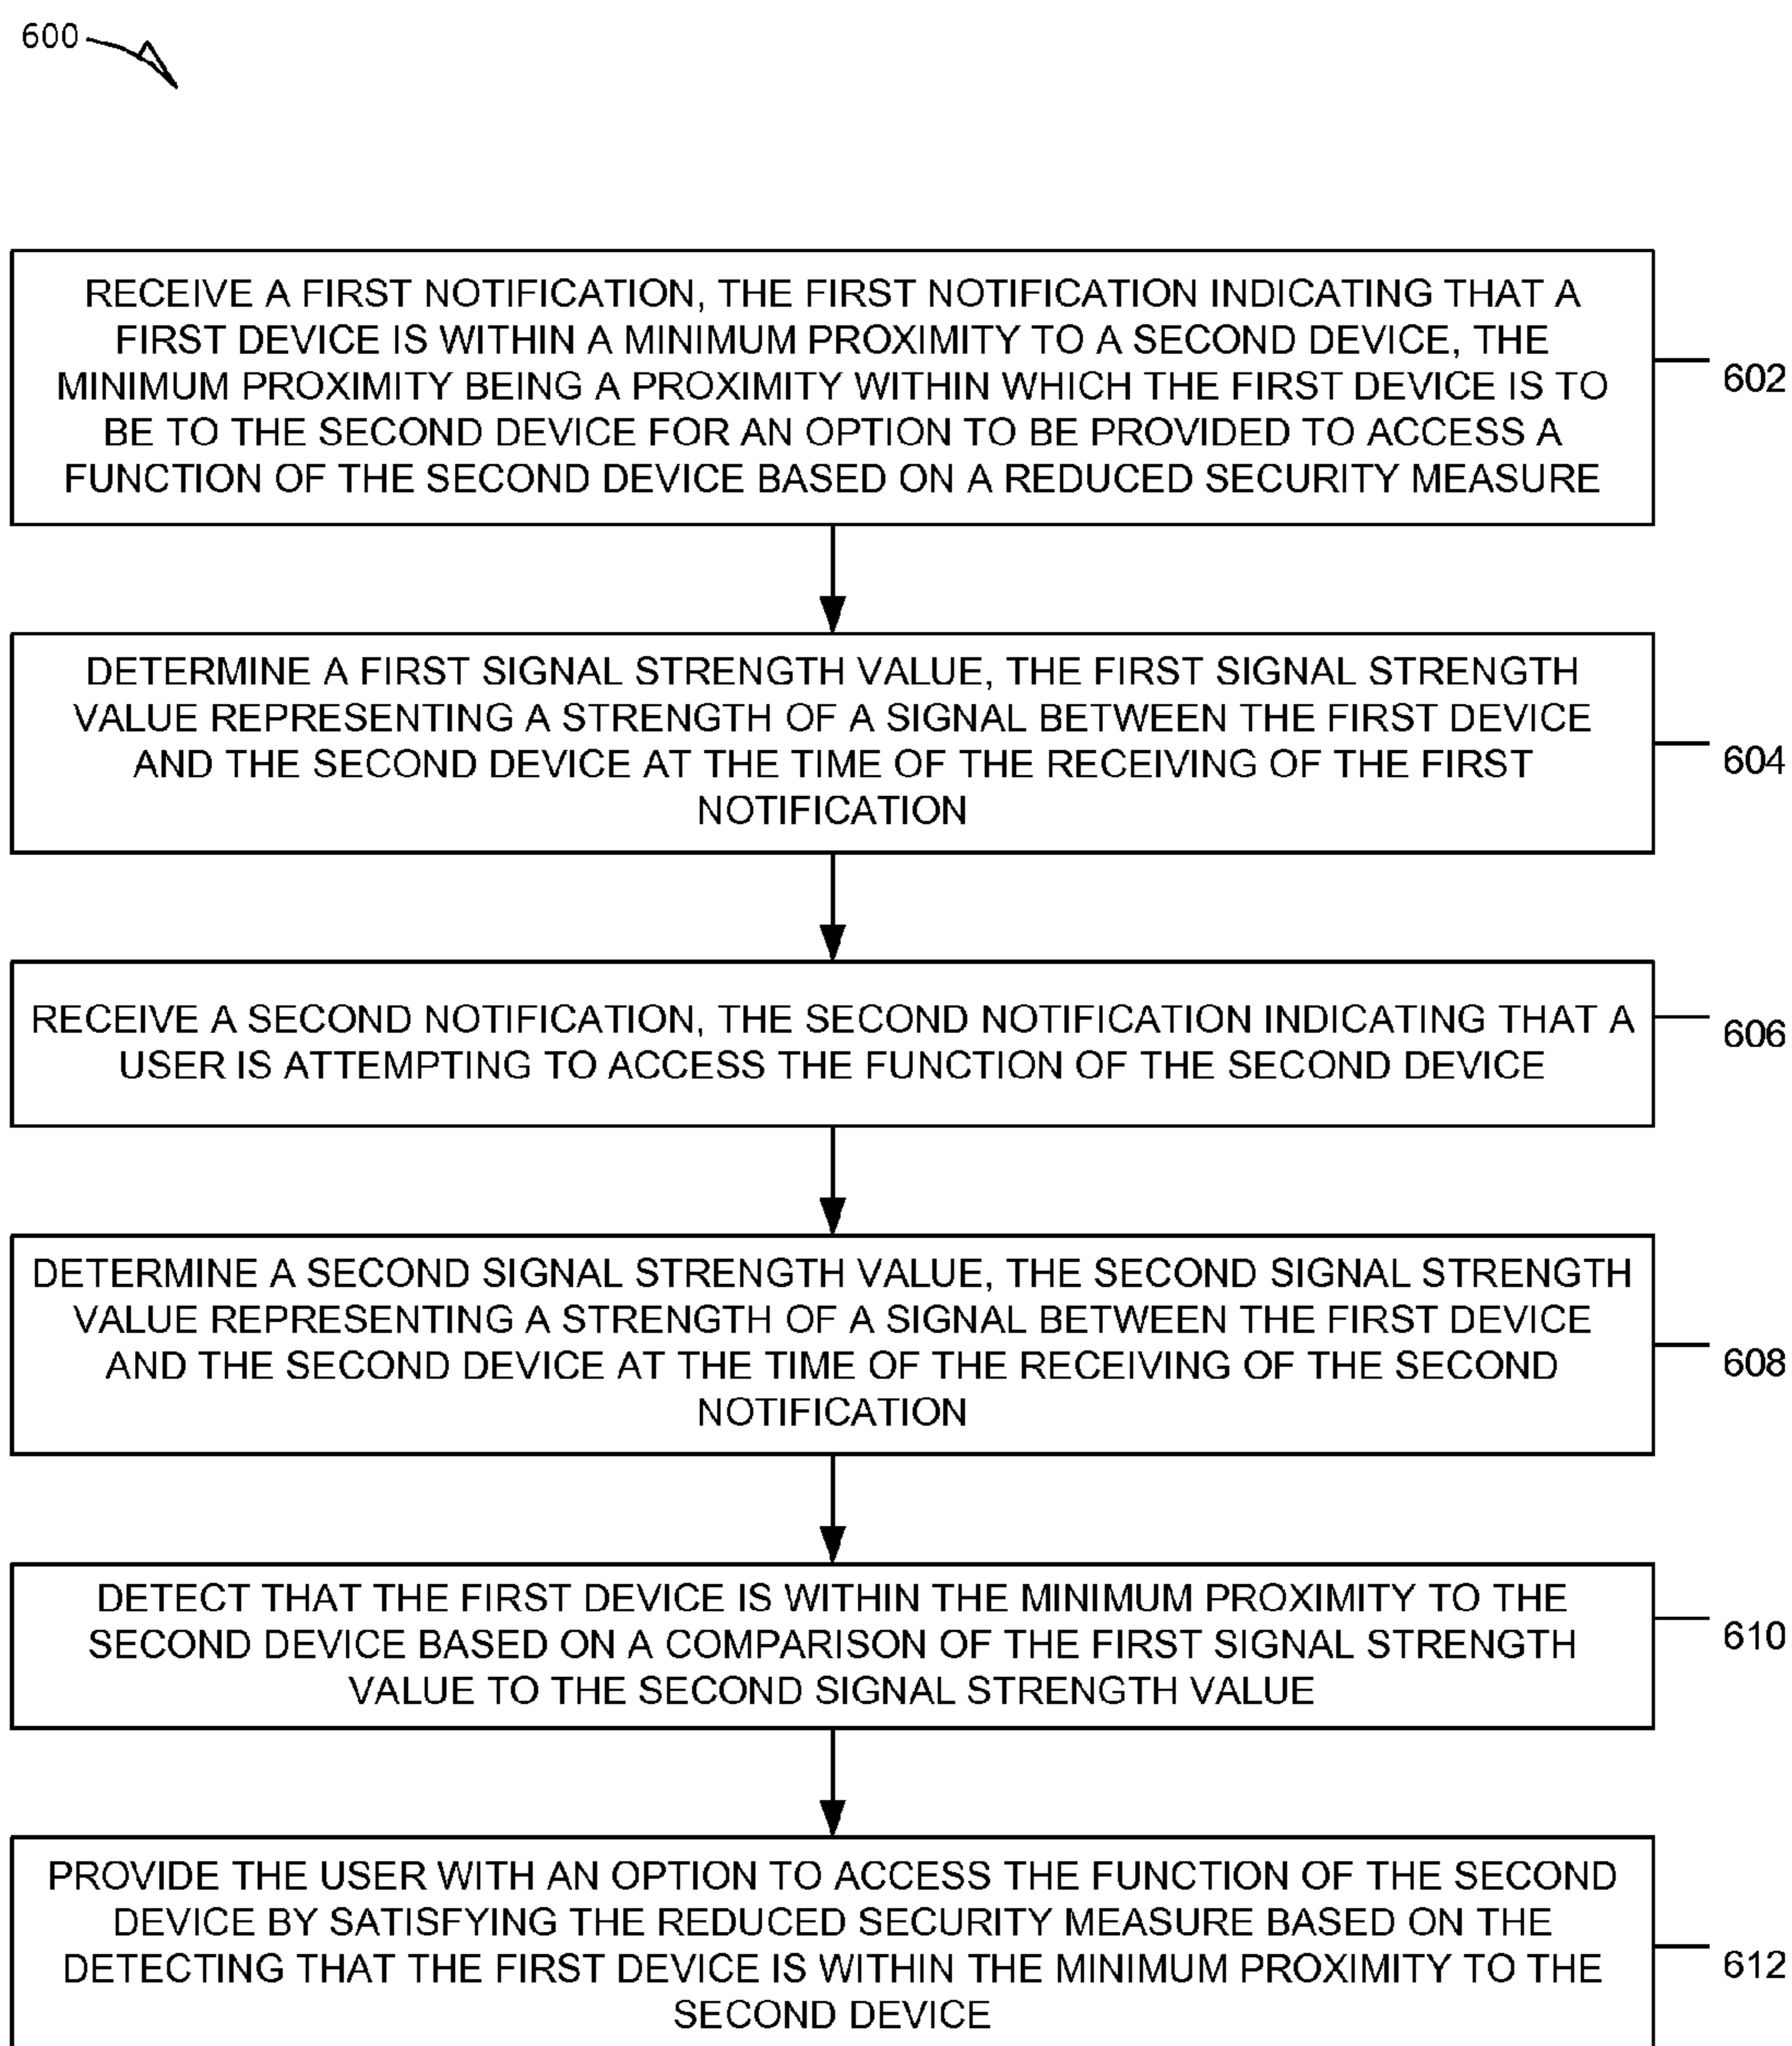 600
RECEIVE A FIRST NOTIFICATION, THE FIRST NOTIFICATION INDICATING THAT A
FIRST DEVICE IS WITHIN A MINIMUM PROXIMITY TO A SECOND DEVICE, THE
MINIMUM PROXIMITY BEING A PROXIMITY WITHIN WHICH THE FIRST DEVICE IS TO
BE TO THE SECOND DEVICE FOR AN OPTION TO BE PROVIDED TO ACCESS A
FUNCTION OF THE SECOND DEVICE BASED ON A REDUCED SECURITY MEASURE
602
DETERMINE A FIRST SIGNAL STRENGTH VALUE, THE FIRST SIGNAL STRENGTH
VALUE REPRESENTING A STRENGTH OF A SIGNAL BETWEEN THE FIRST DEVICE
AND THE SECOND DEVICE AT THE TIME OF THE RECEIVING OF THE FIRST
NOTIFICATION
604
RECEIVE A SECOND NOTIFICATION, THE SECOND NOTIFICATION INDICATING THAT A
USER IS ATTEMPTING TO ACCESS THE FUNCTION OF THE SECOND DEVICE
606
DETERMINE A SECOND SIGNAL STRENGTH VALUE, THE SECOND SIGNAL STRENGTH
VALUE REPRESENTING A STRENGTH OF A SIGNAL BETWEEN THE FIRST DEVICE
AND THE SECOND DEVICE AT THE TIME OF THE RECEIVING OF THE SECOND
NOTIFICATION
608
DETECT THAT THE FIRST DEVICE IS WITHIN THE MINIMUM PROXIMITY TO THE
SECOND DEVICE BASED ON A COMPARISON OF THE FIRST SIGNAL STRENGTH
VALUE TO THE SECOND SIGNAL STRENGTH VALUE
610
PROVIDE THE USER WITH AN OPTION TO ACCESS THE FUNCTION OF THE SECOND
DEVICE BY SATISFYING THE REDUCED SECURITY MEASURE BASED ON THE
DETECTING THAT THE FIRST DEVICE IS WITHIN THE MINIMUM PROXIMITY TO THE
SECOND DEVICE
612